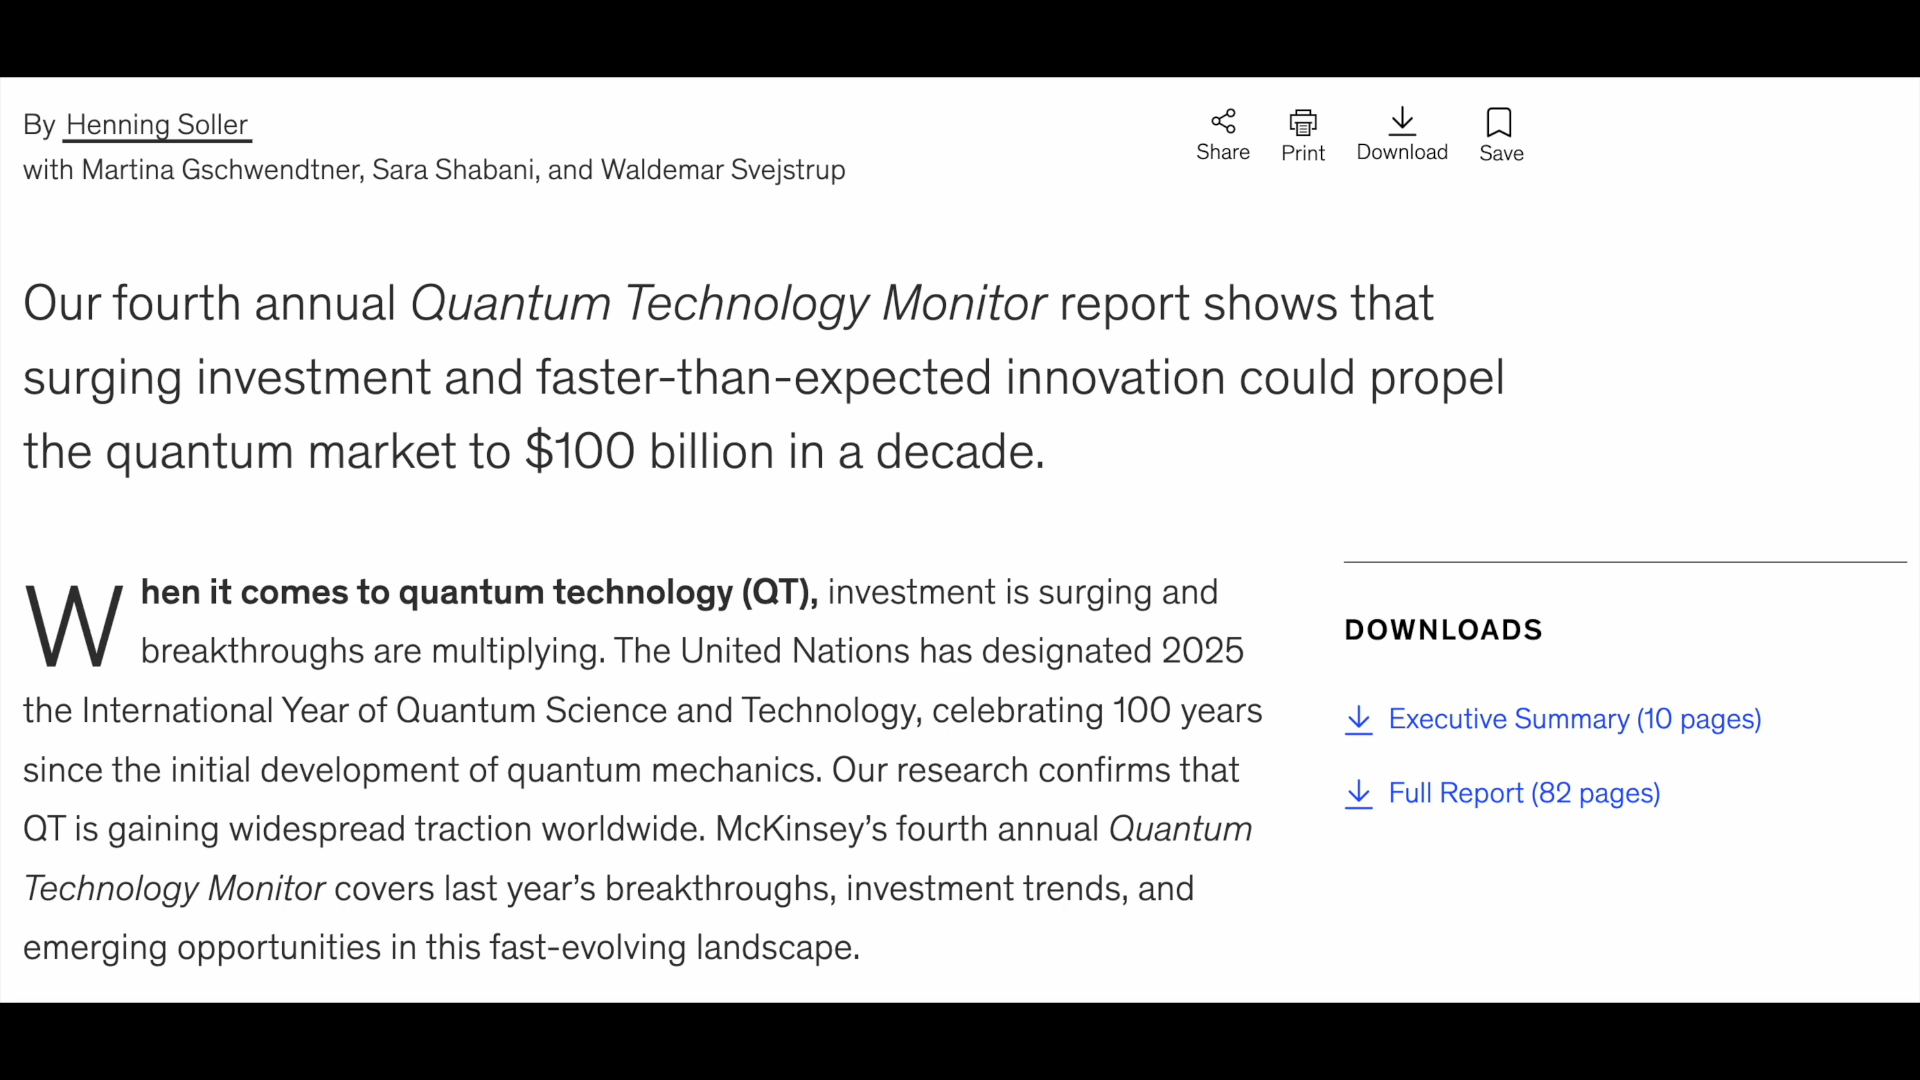 By Henning Soller
with Martina Gschwendtner, Sara Shabani, and Waldemar Svejstrup
Share Print Download Save
Our fourth annual Quantum Technology Monitor report shows that
surging investment and faster-than-expected innovation could propel
the quantum market to $100 billion in a decade.
When it comes to quantum technology (QT), investment is surging and
breakthroughs are multiplying. The United Nations has designated 2025
the International Year of Quantum Science and Technology, celebrating 100 years
since the initial development of quantum mechanics. Our research confirms that
QT is gaining widespread traction worldwide. McKinsey’s fourth annual Quantum
Technology Monitor covers last year’s breakthroughs, investment trends, and
emerging opportunities in this fast-evolving landscape.
DOWNLOADS
Executive Summary (10 pages)
Full Report (82 pages)